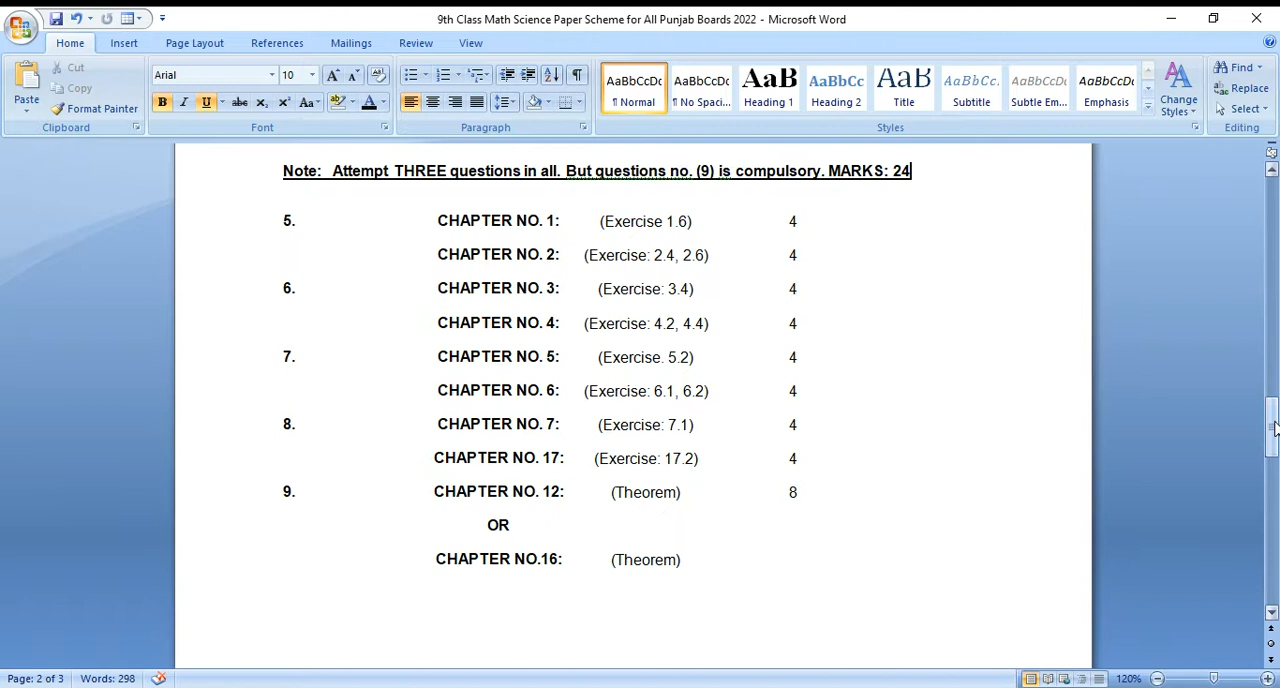 9th Class Math Science Paper Scheme for All Punjab Boards 2022 - Microsoft Word
Home Insert Page Layout References Mailings Review View
Paste Cut Copy Format Painter
Clipboard
Arial 10
B I U abc x₂ x² Aa A
Font
Paragraph
AaBbCcDc AaBbCcDc AaB AaBbCc AaB AaBbCc. AaBbCcDc AaBbCcDc
¶ Normal ¶ No Spaci... Heading 1 Heading 2 Title Subtitle Subtle Em... Emphasis
Change Styles
Styles
Find Replace Select
Editing
Note: Attempt THREE questions in all. But questions no. (9) is compulsory. MARKS: 24
5. CHAPTER NO. 1: (Exercise 1.6) 4
CHAPTER NO. 2: (Exercise: 2.4, 2.6) 4
6. CHAPTER NO. 3: (Exercise: 3.4) 4
CHAPTER NO. 4: (Exercise: 4.2, 4.4) 4
7. CHAPTER NO. 5: (Exercise. 5.2) 4
CHAPTER NO. 6: (Exercise: 6.1, 6.2) 4
8. CHAPTER NO. 7: (Exercise: 7.1) 4
CHAPTER NO. 17: (Exercise: 17.2) 4
9. CHAPTER NO. 12: (Theorem) 8
OR
CHAPTER NO.16: (Theorem)
Page: 2 of 3 Words: 298 120%